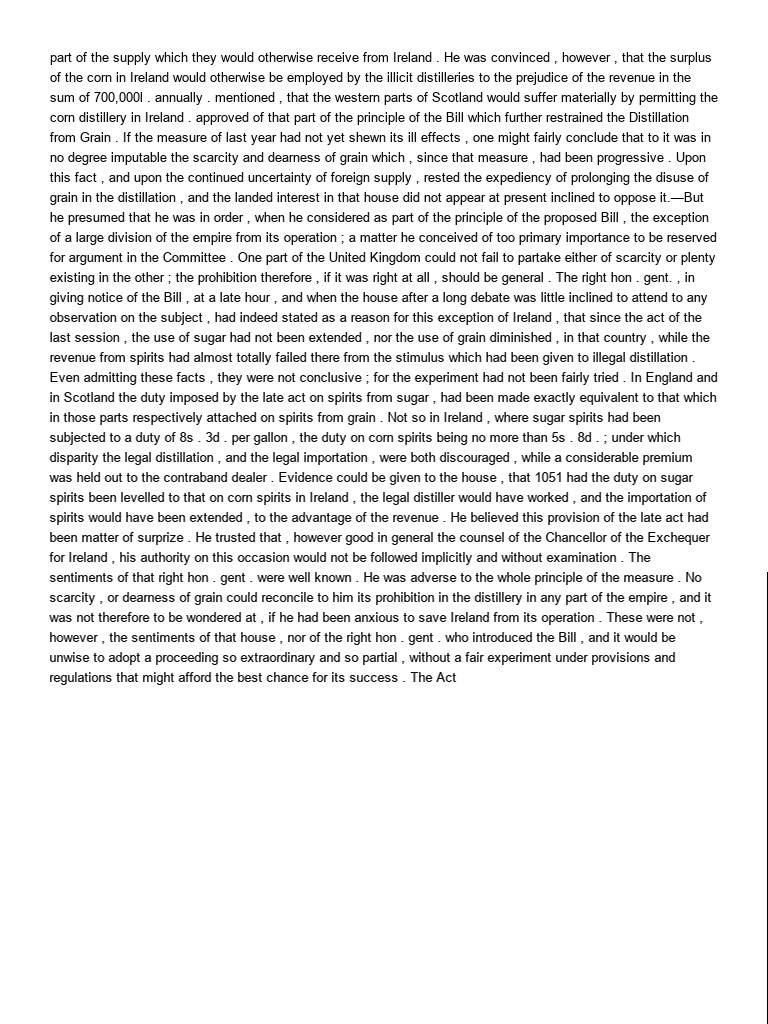 part of the supply which they would otherwise receive from Ireland . He was convinced , however , that the surplus
of the corn in Ireland would otherwise be employed by the illicit distilleries to the prejudice of the revenue in the
sum of 700,000l . annually . mentioned , that the western parts of Scotland would suffer materially by permitting the
corn distillery in Ireland . approved of that part of the principle of the Bill which further restrained the Distillation
from Grain . If the measure of last year had not yet shewn its ill effects , one might fairly conclude that to it was in
no degree imputable the scarcity and dearness of grain which , since that measure , had been progressive . Upon
this fact , and upon the continued uncertainty of foreign supply , rested the expediency of prolonging the disuse of
grain in the distillation , and the landed interest in that house did not appear at present inclined to oppose it.—But
he presumed that he was in order , when he considered as part of the principle of the proposed Bill , the exception
of a large division of the empire from its operation ; a matter he conceived of too primary importance to be reserved
for argument in the Committee . One part of the United Kingdom could not fail to partake either of scarcity or plenty
existing in the other ; the prohibition therefore , if it was right at all , should be general . The right hon . gent. , in
giving notice of the Bill , at a late hour , and when the house after a long debate was little inclined to attend to any
observation on the subject , had indeed stated as a reason for this exception of Ireland , that since the act of the
last session , the use of sugar had not been extended , nor the use of grain diminished , in that country , while the
revenue from spirits had almost totally failed there from the stimulus which had been given to illegal distillation .
Even admitting these facts , they were not conclusive ; for the experiment had not been fairly tried . In England and
in Scotland the duty imposed by the late act on spirits from sugar , had been made exactly equivalent to that which
in those parts respectively attached on spirits from grain . Not so in Ireland , where sugar spirits had been
subjected to a duty of 8s . 3d . per gallon , the duty on corn spirits being no more than 5s . 8d . ; under which
disparity the legal distillation , and the legal importation , were both discouraged , while a considerable premium
was held out to the contraband dealer . Evidence could be given to the house , that 1051 had the duty on sugar
spirits been levelled to that on corn spirits in Ireland , the legal distiller would have worked , and the importation of
spirits would have been extended , to the advantage of the revenue . He believed this provision of the late act had
been matter of surprize . He trusted that , however good in general the counsel of the Chancellor of the Exchequer
for Ireland , his authority on this occasion would not be followed implicitly and without examination . The
sentiments of that right hon . gent . were well known . He was adverse to the whole principle of the measure . No
scarcity , or dearness of grain could reconcile to him its prohibition in the distillery in any part of the empire , and it
was not therefore to be wondered at , if he had been anxious to save Ireland from its operation . These were not ,
however , the sentiments of that house , nor of the right hon . gent . who introduced the Bill , and it would be
unwise to adopt a proceeding so extraordinary and so partial , without a fair experiment under provisions and
regulations that might afford the best chance for its success . The Act